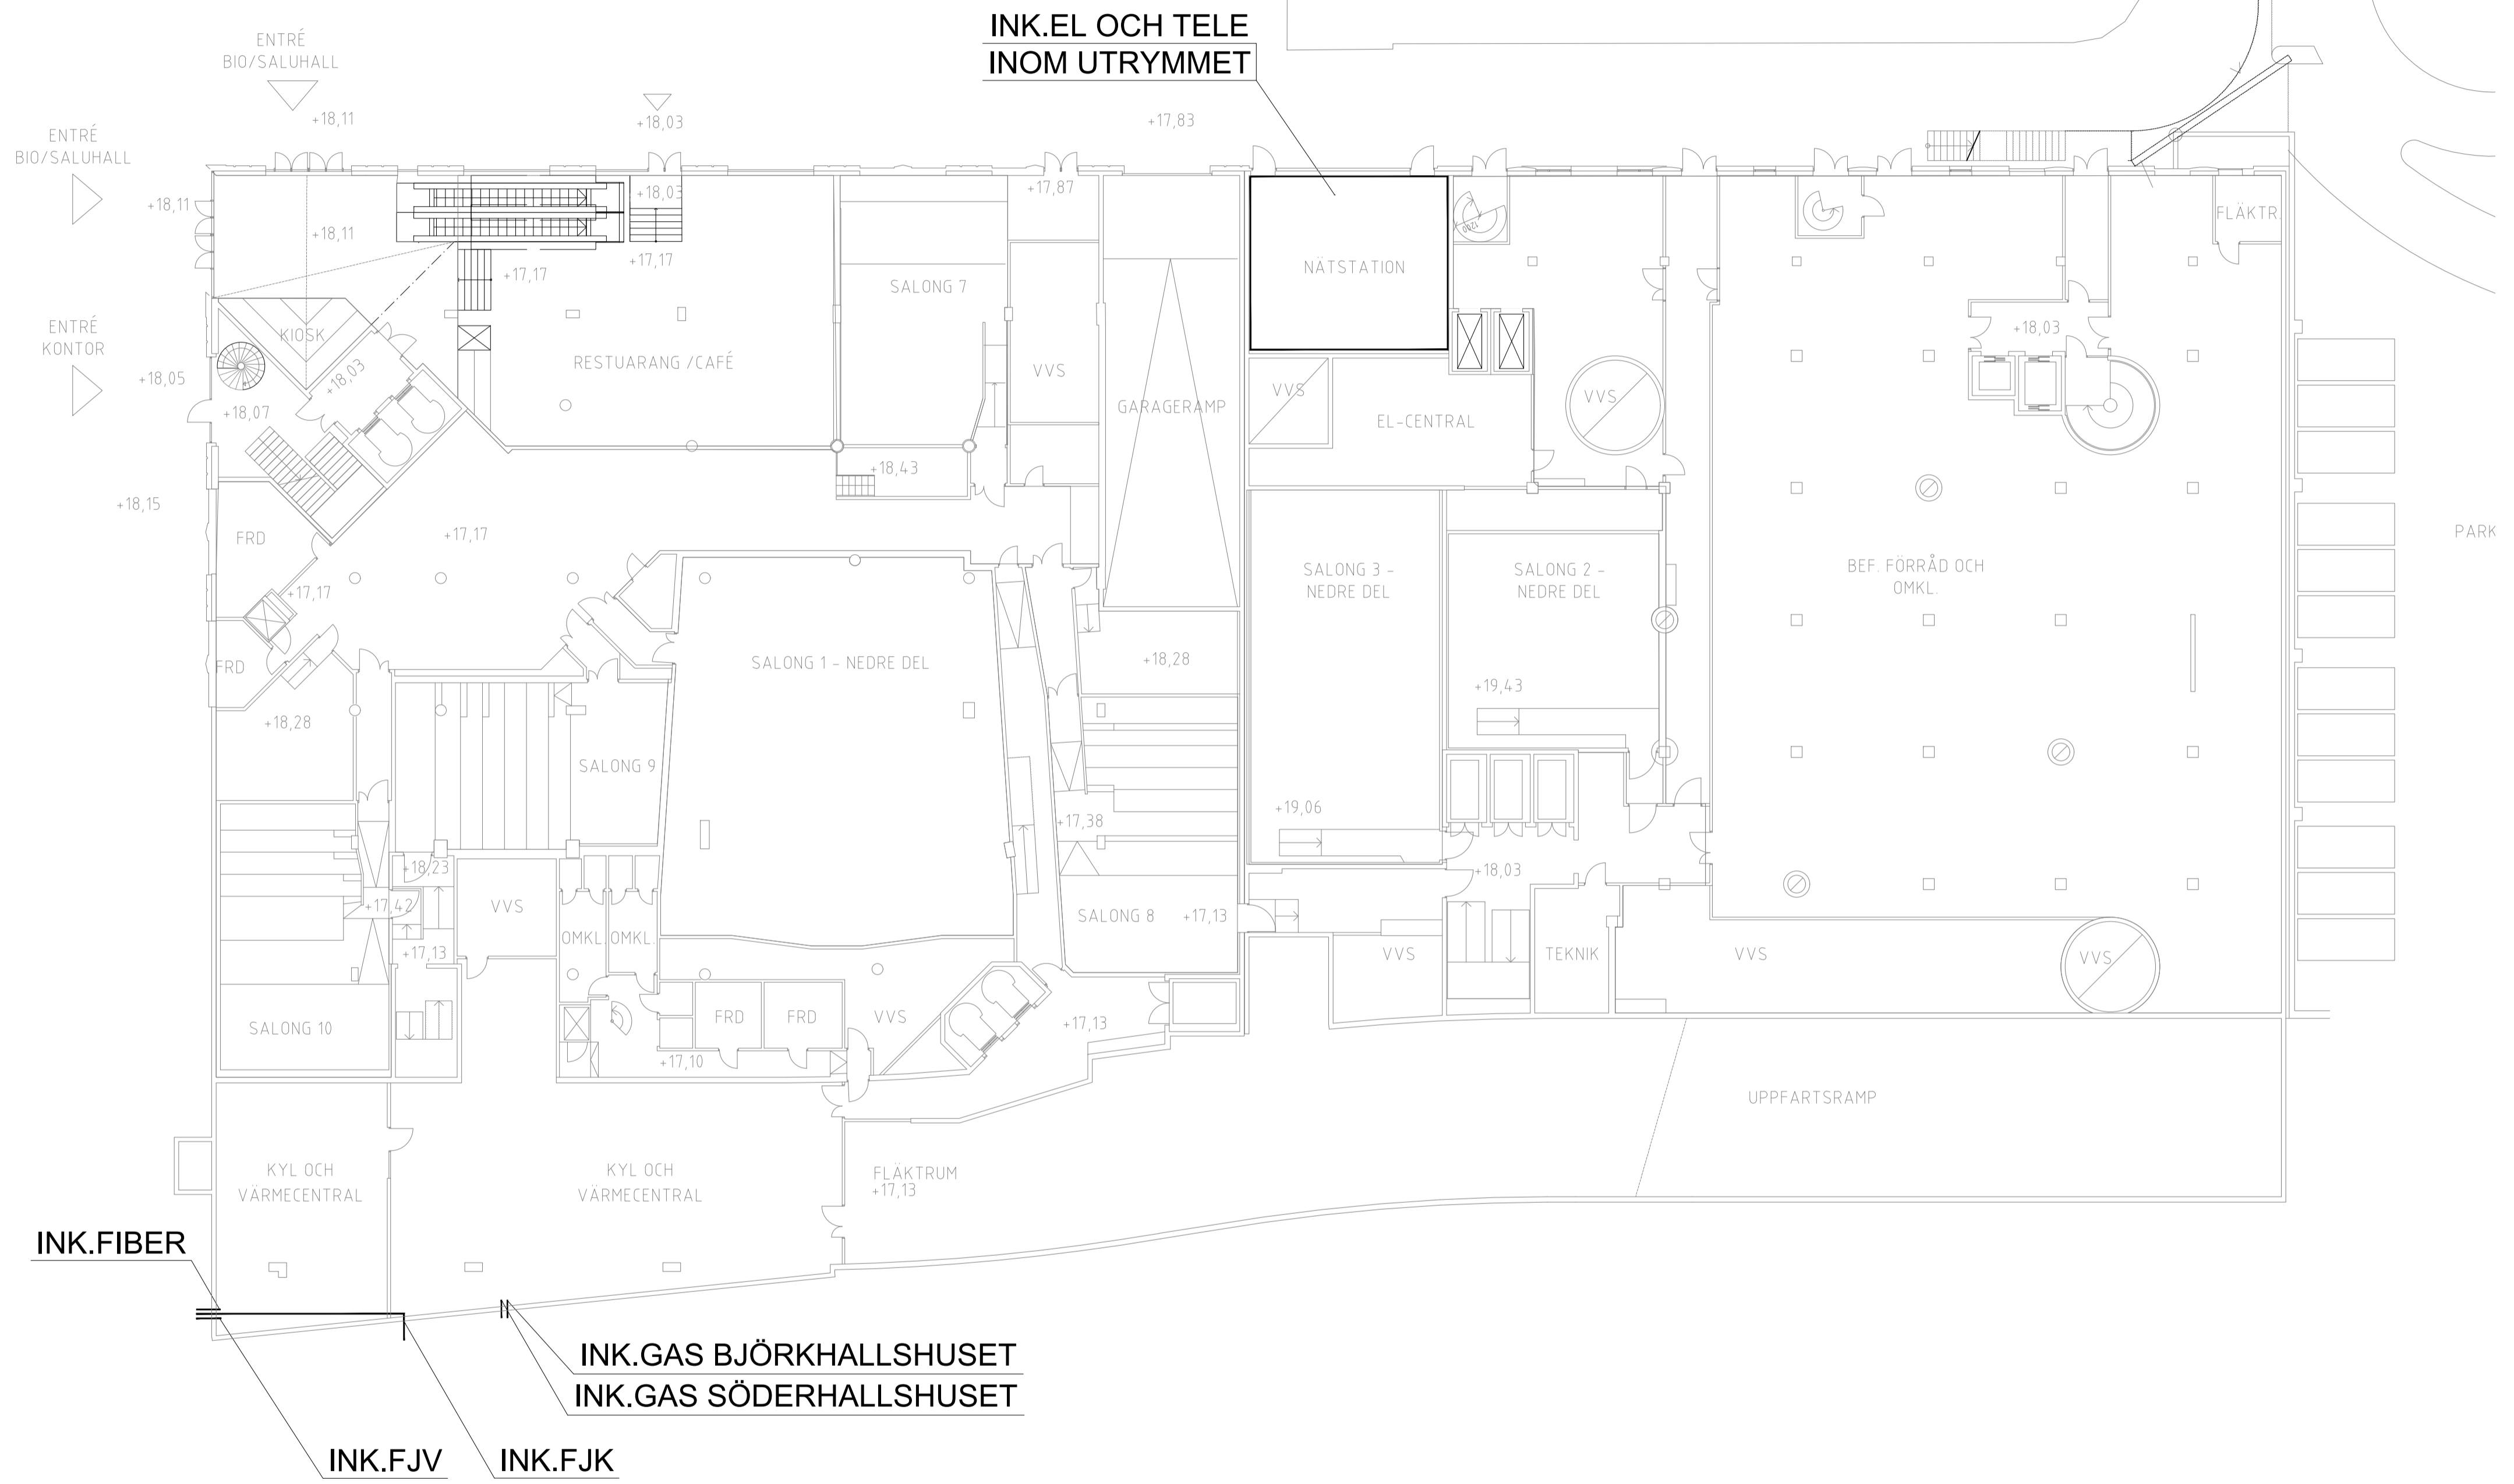 INK.EL OCH TELE
INOM UTRYMMET
ENTRÉ
BIO/SALUHALL
+18,11
+18,03
+17,83
ENTRÉ
BIO/SALUHALL
+18,11
+18,11
+18,03
+17,87
+17,17
+17,17
1200
FLÄKTR.
NÄTSTATION
SALONG 7
ENTRÉ
KONTOR
KIOSK
+18,03
RESTUARANG /CAFÉ
VVS
+18,03
+18,05
+18,07
GARAGERAMP
VVS
EL-CENTRAL
VVS
+18,43
+18,15
FRD
+17,17
PARK
+17,17
SALONG 3 -
NEDRE DEL
SALONG 2 -
NEDRE DEL
BEF. FÖRRÅD OCH
OMKL.
FRD
SALONG 1 - NEDRE DEL
+18,28
+19,43
+18,28
SALONG 9
+19,06
+17,38
+18,23
+18,03
+17,42
VVS
SALONG 8
+17,13
OMKL.
OMKL.
+17,13
VVS
TEKNIK
VVS
VVS
SALONG 10
FRD
FRD
VVS
+17,13
+17,10
UPPFARTSRAMP
KYL OCH
VÄRMECENTRAL
KYL OCH
VÄRMECENTRAL
FLÄKTRUM
+17,13
INK.FIBER
INK.GAS BJÖRKHALLSHUSET
INK.GAS SÖDERHALLSHUSET
INK.FJV
INK.FJK